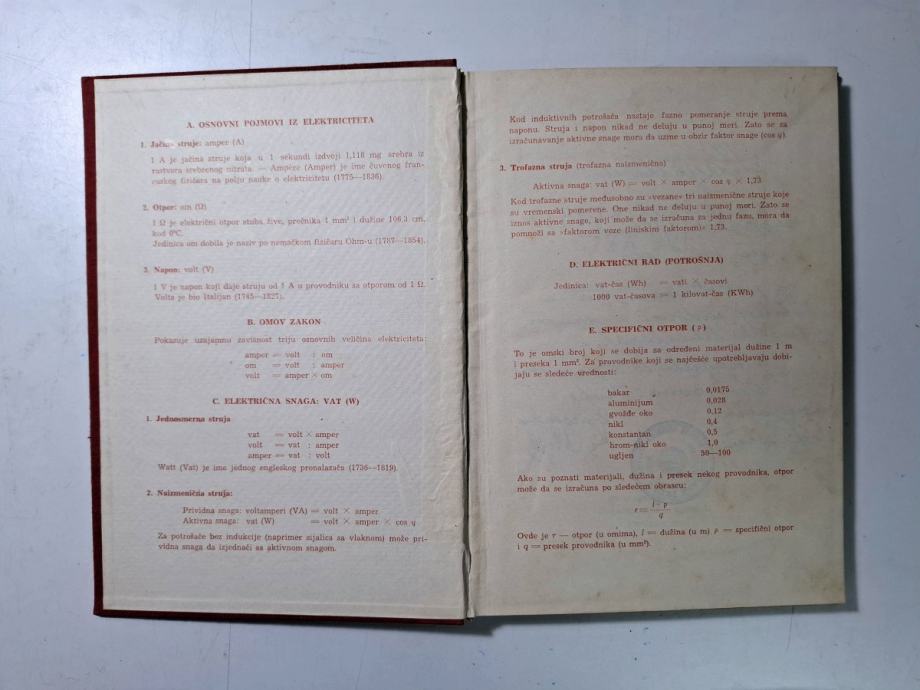 A. OSNOVNI POJMOVI IZ ELEKTRICITETA
1. Jačina struje: amper (A)
1 A je jačina struje koja u 1 sekundi izdvoji 1,118 mg srebra iz
rastvora srebrenog nitrata. — Ampère (Amper) je ime čuvenog fran-
cuskog fizičara na polju nauke o elektricitetu (1775—1836).
2. Otpor: om (Ω)
1 Ω je električni otpor stuba žive, prečnika 1 mm² i dužine 106,3 cm,
kod 0°C.
Jedinica om dobila je naziv po nemačkom fizičaru Ohm-u (1787—1854).
3. Napon: volt (V)
1 V je napon koji daje struju od 1 A u provodniku sa otporom od 1 Ω.
Volta je bio Italijan (1745—1827).
B. OMOV ZAKON
Pokazuje uzajamnu zavisnost triju osnovnih veličina elektriciteta:
amper = volt : om
om = volt : amper
volt = amper × om
C. ELEKTRIČNA SNAGA: VAT (W)
1. Jednosmerna struja
vat = volt × amper
volt = vat : amper
amper = vat : volt
Watt (Vat) je ime jednog engleskog pronalazača (1736—1819).
2. Naizmenična struja:
Prividna snaga: voltamperi (VA) = volt × amper
Aktivna snaga: vat (W) = volt × amper × cos φ
Za potrošače bez indukcije (naprimer sijalica sa vlaknom) može pri-
vidna snaga da izjednači sa aktivnom snagom.
Kod induktivnih potrošača nastaje fazno pomeranje struje prema
naponu. Struja i napon nikad ne deluju u punoj meri. Zato se za
izračunavanje aktivne snage mora da uzme u obzir faktor snage (cos φ).
3. Trofazna struja (trofazna naizmenična)
Aktivna snaga: vat (W) = volt × amper × cos φ × 1,73.
Kod trofazne struje međusobno su »vezane« tri naizmenične struje koje
su vremenski pomerene. One nikad ne deluju u punoj meri. Zato se
iznos aktivne snage, koji može da se izračuna za jednu fazu, mora da
pomnoži sa »faktorom veze (liniskim faktorom)« 1,73.
D. ELEKTRIČNI RAD (POTROŠNJA)
Jedinica: vat-čas (Wh) = vati × časovi
1000 vat-časova = 1 kilovat-čas (KWh)
E. SPECIFIČNI OTPOR (ρ)
To je omski broj koji se dobija za određeni materijal dužine 1 m
i preseka 1 mm². Za provodnike koji se najčešće upotrebljavaju dobi-
jaju se sledeće vrednosti:
bakar 0,0175
aluminijum 0,028
gvožđe oko 0,12
nikl 0,4
konstantan 0,5
hrom-nikl oko 1,0
ugljen 50—100
Ako su poznati materijali, dužina i presek nekog provodnika, otpor
može da se izračuna po sledećem obrascu:
r = l · ρ / q
Ovde je r — otpor (u omima), l = dužina (u m) ρ = specifični otpor
i q = presek provodnika (u mm²).